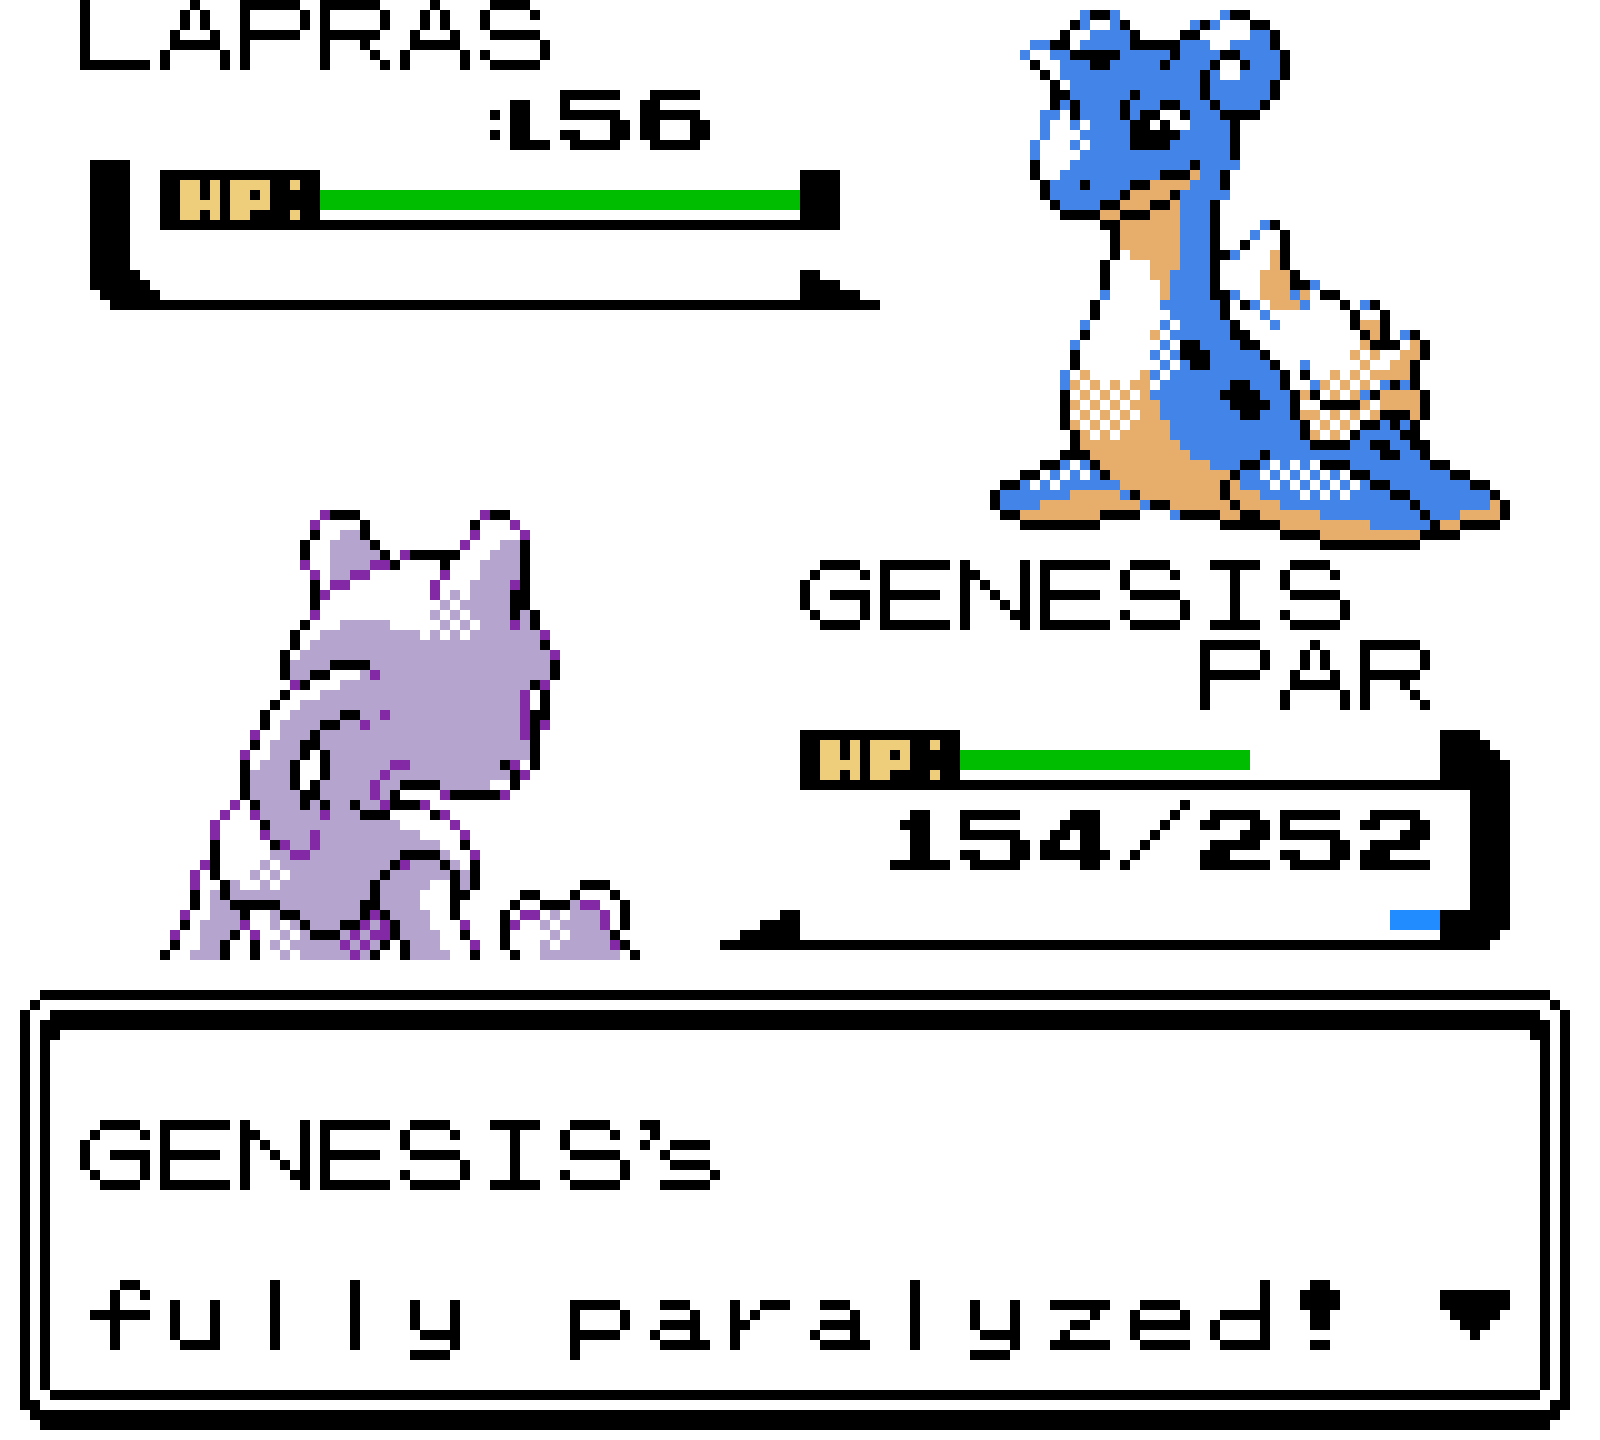 LAPRAS
:L56
HP:
GENESIS
PAR
HP:
154/252
GENESIS's
fully paralyzed!